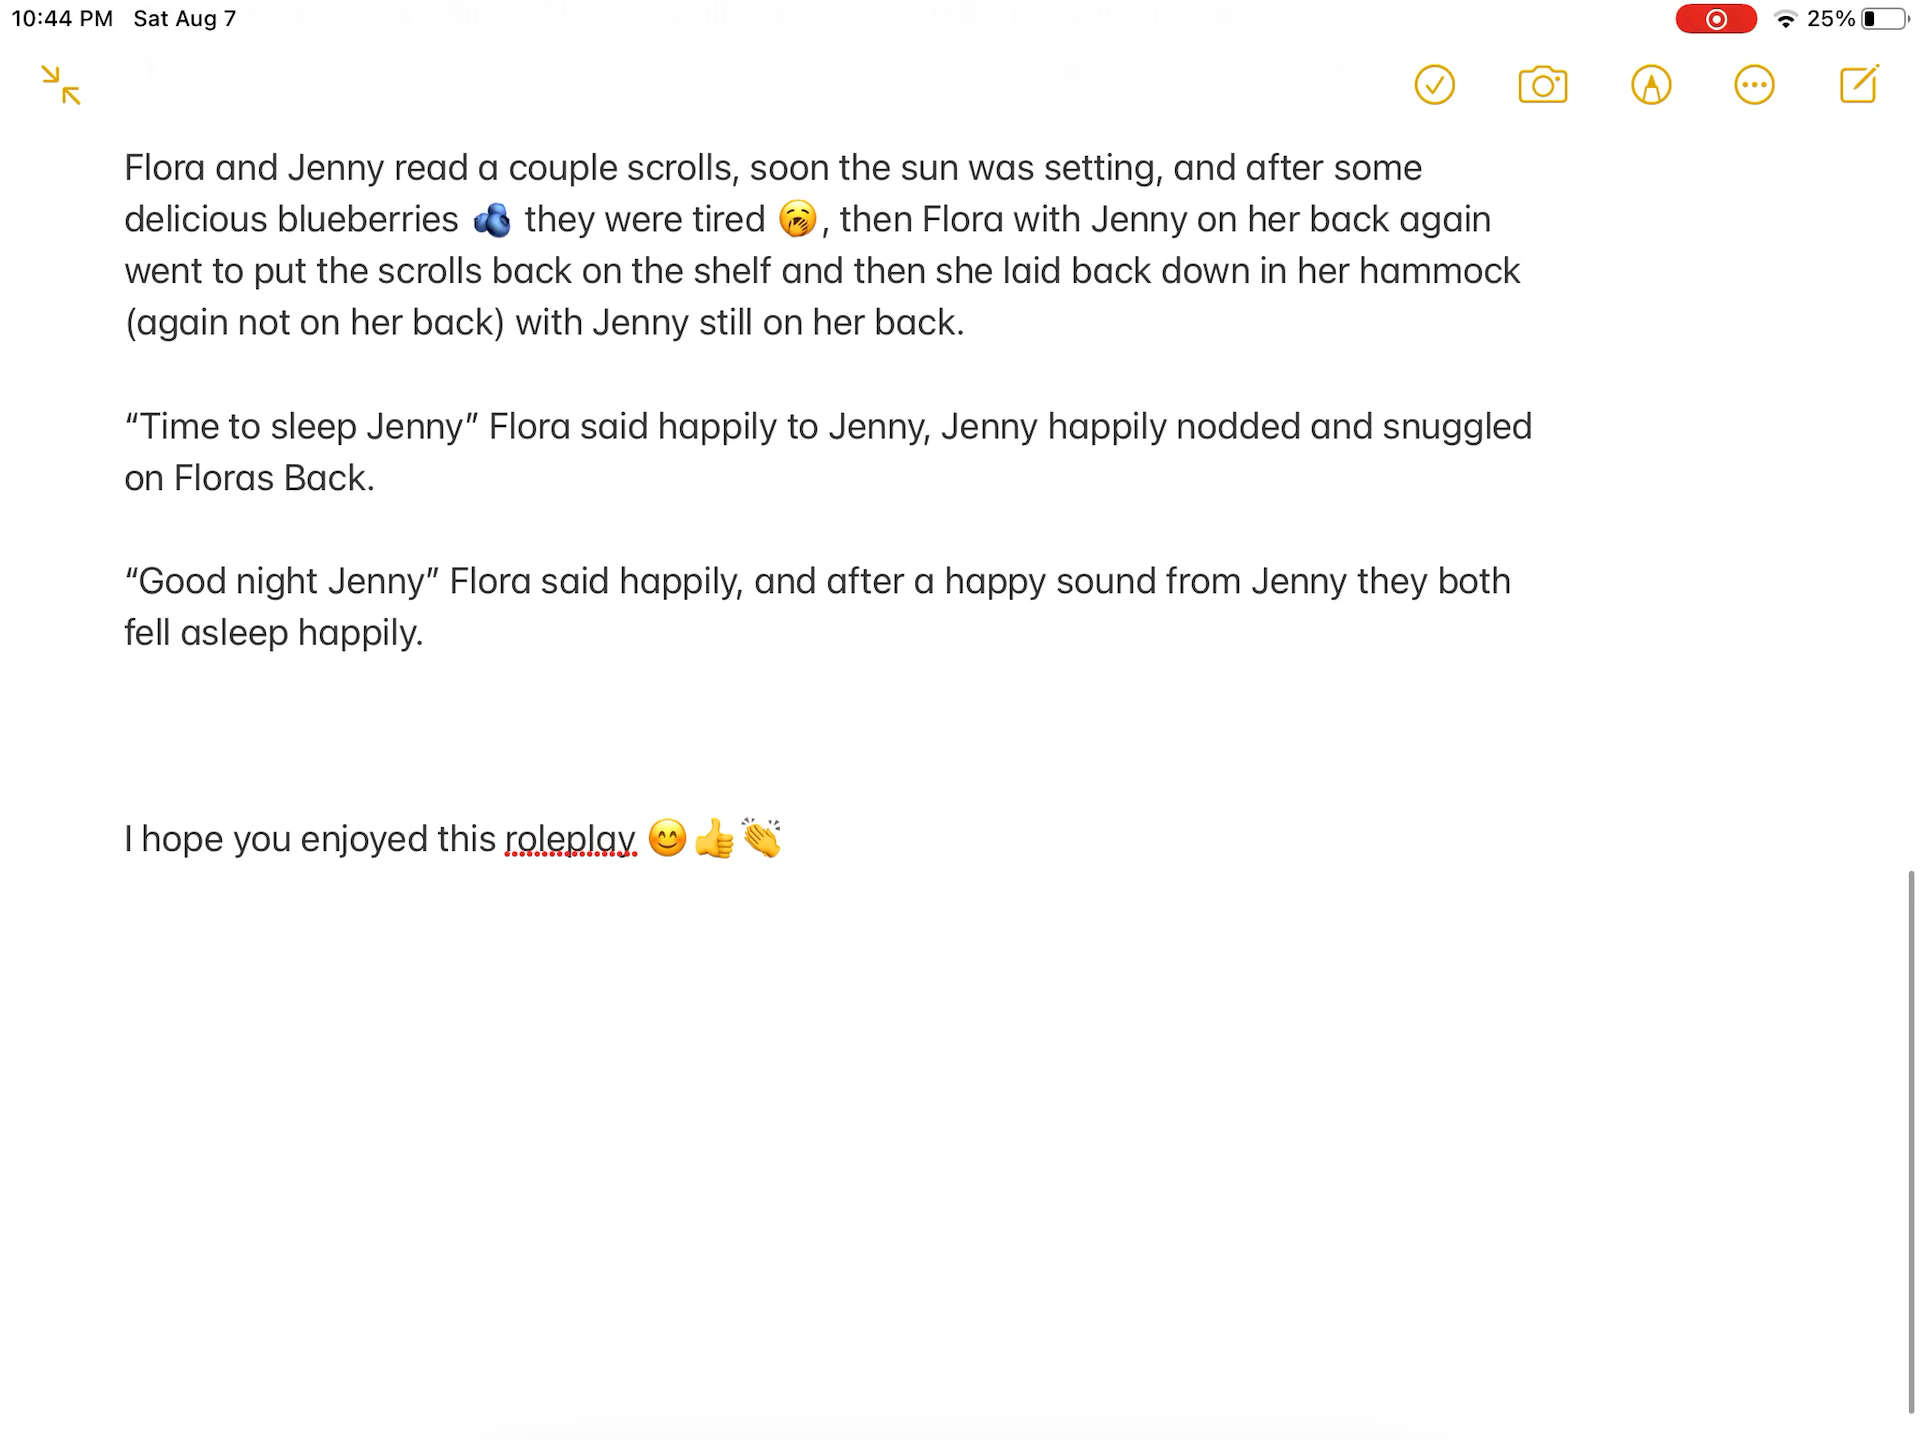 10:44 PM Sat Aug 7
25%
Flora and Jenny read a couple scrolls, soon the sun was setting, and after some
delicious blueberries 🫐 they were tired 🥱, then Flora with Jenny on her back again
went to put the scrolls back on the shelf and then she laid back down in her hammock
(again not on her back) with Jenny still on her back.
“Time to sleep Jenny” Flora said happily to Jenny, Jenny happily nodded and snuggled
on Floras Back.
“Good night Jenny” Flora said happily, and after a happy sound from Jenny they both
fell asleep happily.
I hope you enjoyed this roleplay 😊👍👏